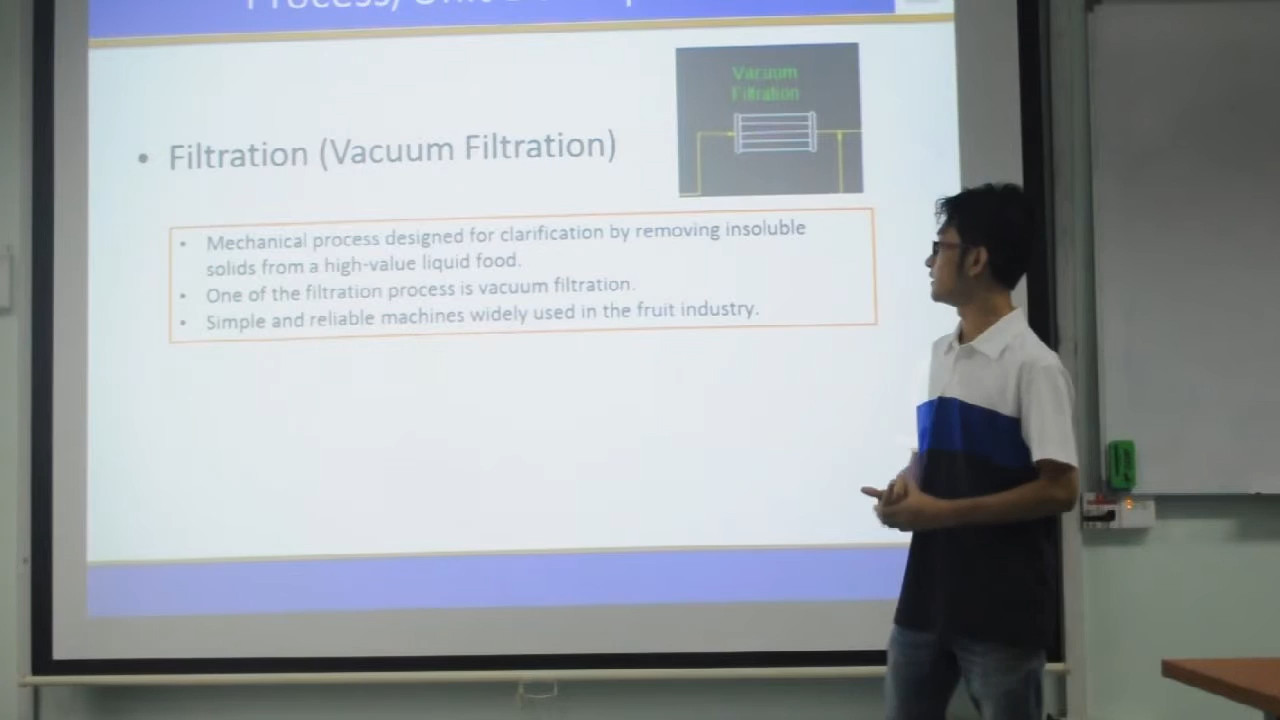 Process/
Vacuum
Filtration
• Filtration (Vacuum Filtration)
• Mechanical process designed for clarification by removing insoluble
solids from a high-value liquid food.
• One of the filtration process is vacuum filtration.
• Simple and reliable machines widely used in the fruit industry.